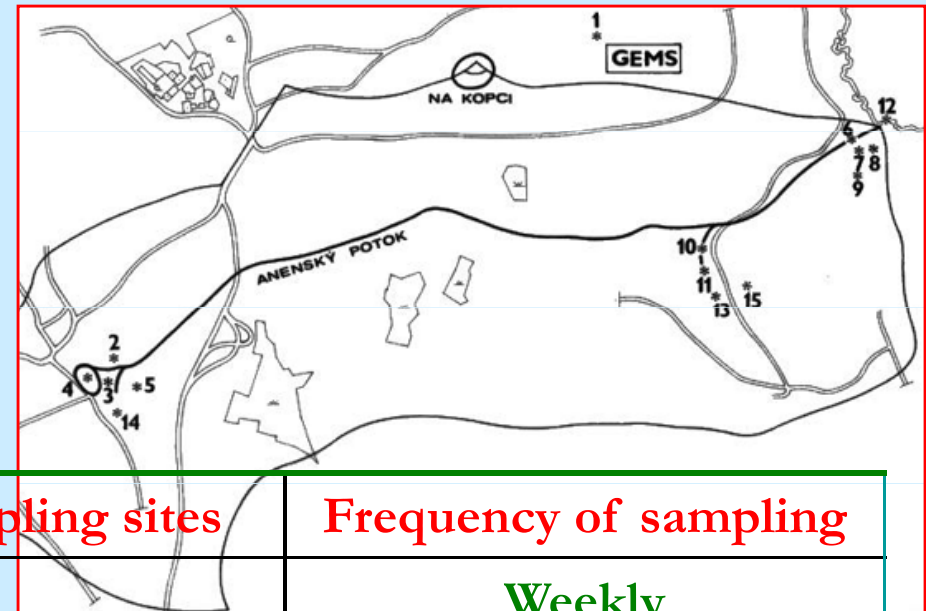 1
GEMS
NA KOPCI
12
6
7 8
9
ANENSKÝ POTOK
10
11
13
15
2
4
3
5
14
pling sites
Frequency of sampling
Weekly